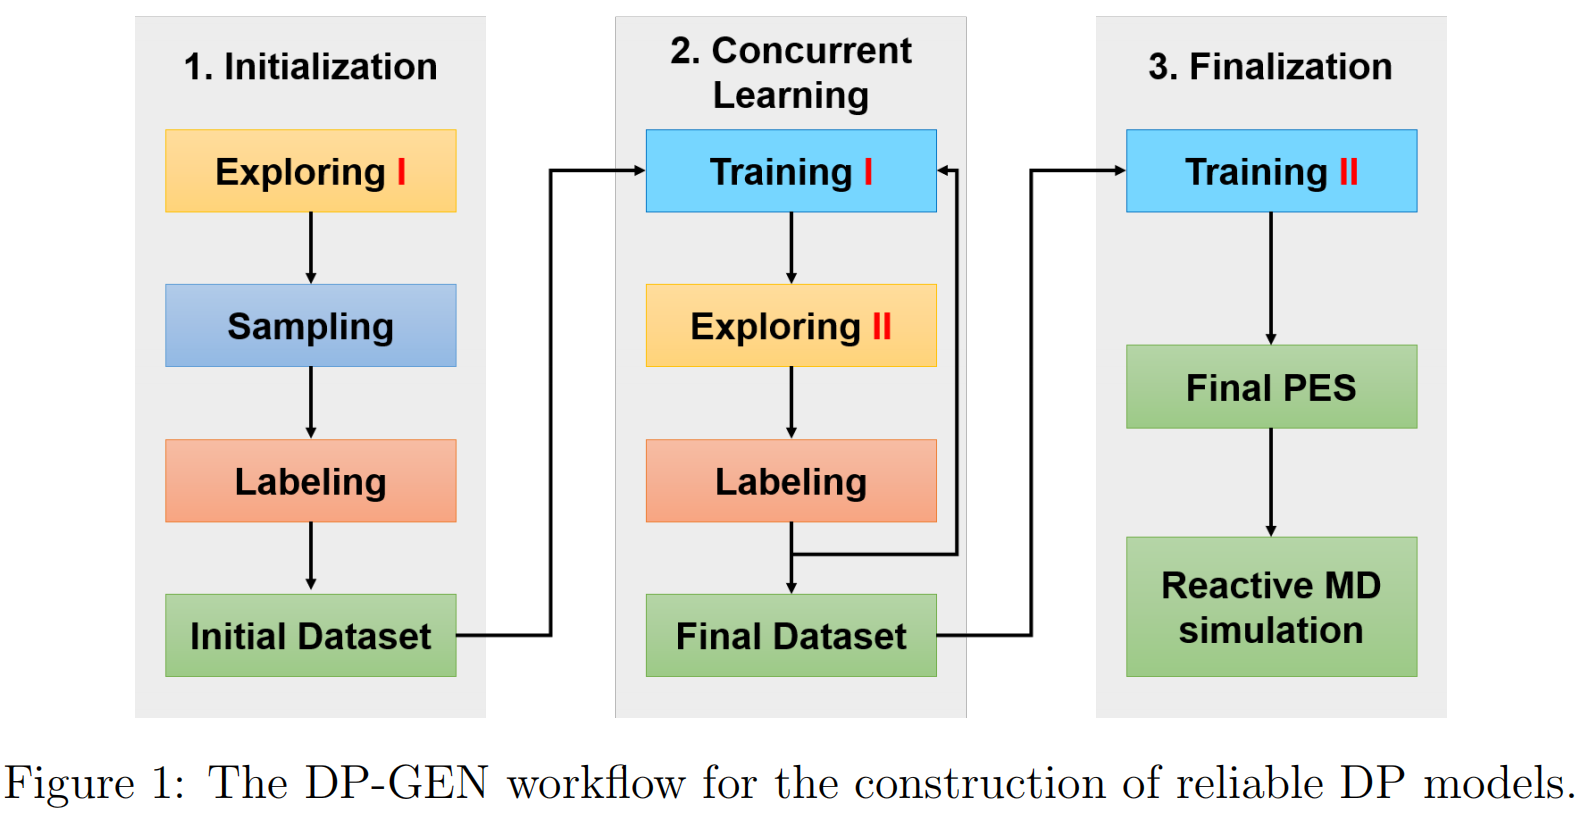 1. Initialization
Exploring I
Sampling
Labeling
Initial Dataset
2. Concurrent
Learning
Training I
Exploring II
Labeling
Final Dataset
3. Finalization
Training II
Final PES
Reactive MD
simulation
Figure 1: The DP-GEN workflow for the construction of reliable DP models.